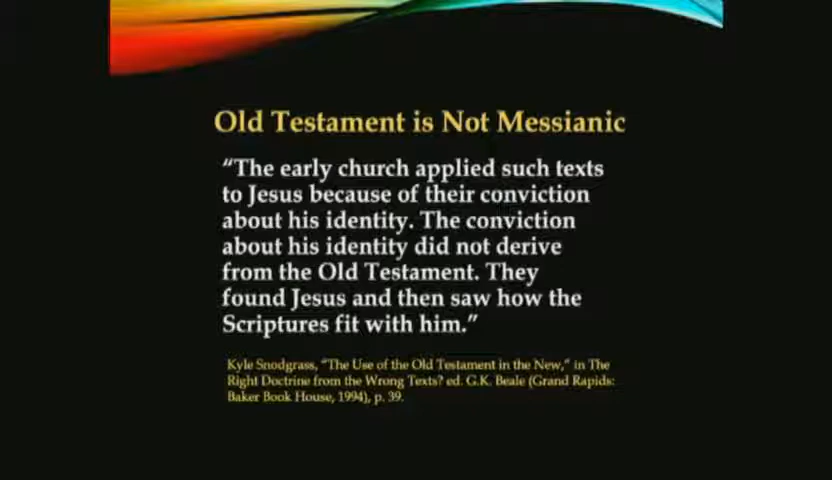 Old Testament is Not Messianic
“The early church applied such texts
to Jesus because of their conviction
about his identity. The conviction
about his identity did not derive
from the Old Testament. They
found Jesus and then saw how the
Scriptures fit with him.”
Kyle Snodgrass, “The Use of the Old Testament in the New,” in The
Right Doctrine from the Wrong Texts? ed. G.K. Beale (Grand Rapids:
Baker Book House, 1994), p. 39.